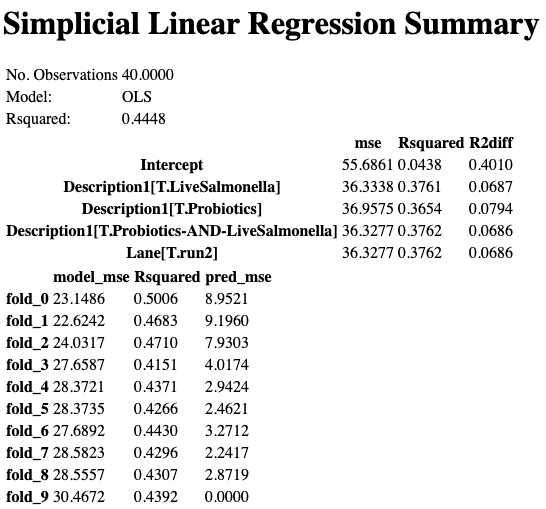 Simplicial Linear Regression Summary
No. Observations 40.0000
Model: OLS
Rsquared: 0.4448
mse Rsquared R2diff
Intercept 55.6861 0.0438 0.4010
Description1[T.LiveSalmonella] 36.3338 0.3761 0.0687
Description1[T.Probiotics] 36.9575 0.3654 0.0794
Description1[T.Probiotics-AND-LiveSalmonella] 36.3277 0.3762 0.0686
Lane[T.run2] 36.3277 0.3762 0.0686
model_mse Rsquared pred_mse
fold_0 23.1486 0.5006 8.9521
fold_1 22.6242 0.4683 9.1960
fold_2 24.0317 0.4710 7.9303
fold_3 27.6587 0.4151 4.0174
fold_4 28.3721 0.4371 2.9424
fold_5 28.3735 0.4266 2.4621
fold_6 27.6892 0.4430 3.2712
fold_7 28.5823 0.4296 2.2417
fold_8 28.5557 0.4307 2.8719
fold_9 30.4672 0.4392 0.0000